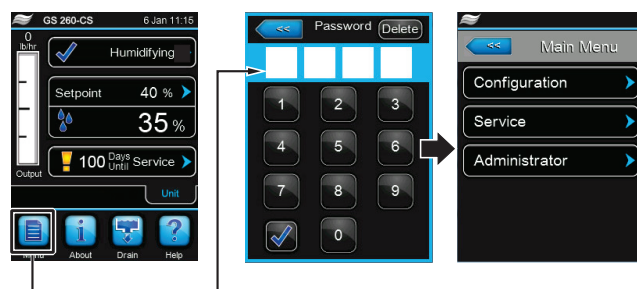 GS 260-CS 6 Jan 11:15
0
lb/hr
Humidifying
Setpoint 40 %
35 %
100 Days Until Service
Output
Unit
Menu About Drain Help
<< Password Delete
1 2 3
4 5 6
7 8 9
0
<< Main Menu
Configuration
Service
Administrator